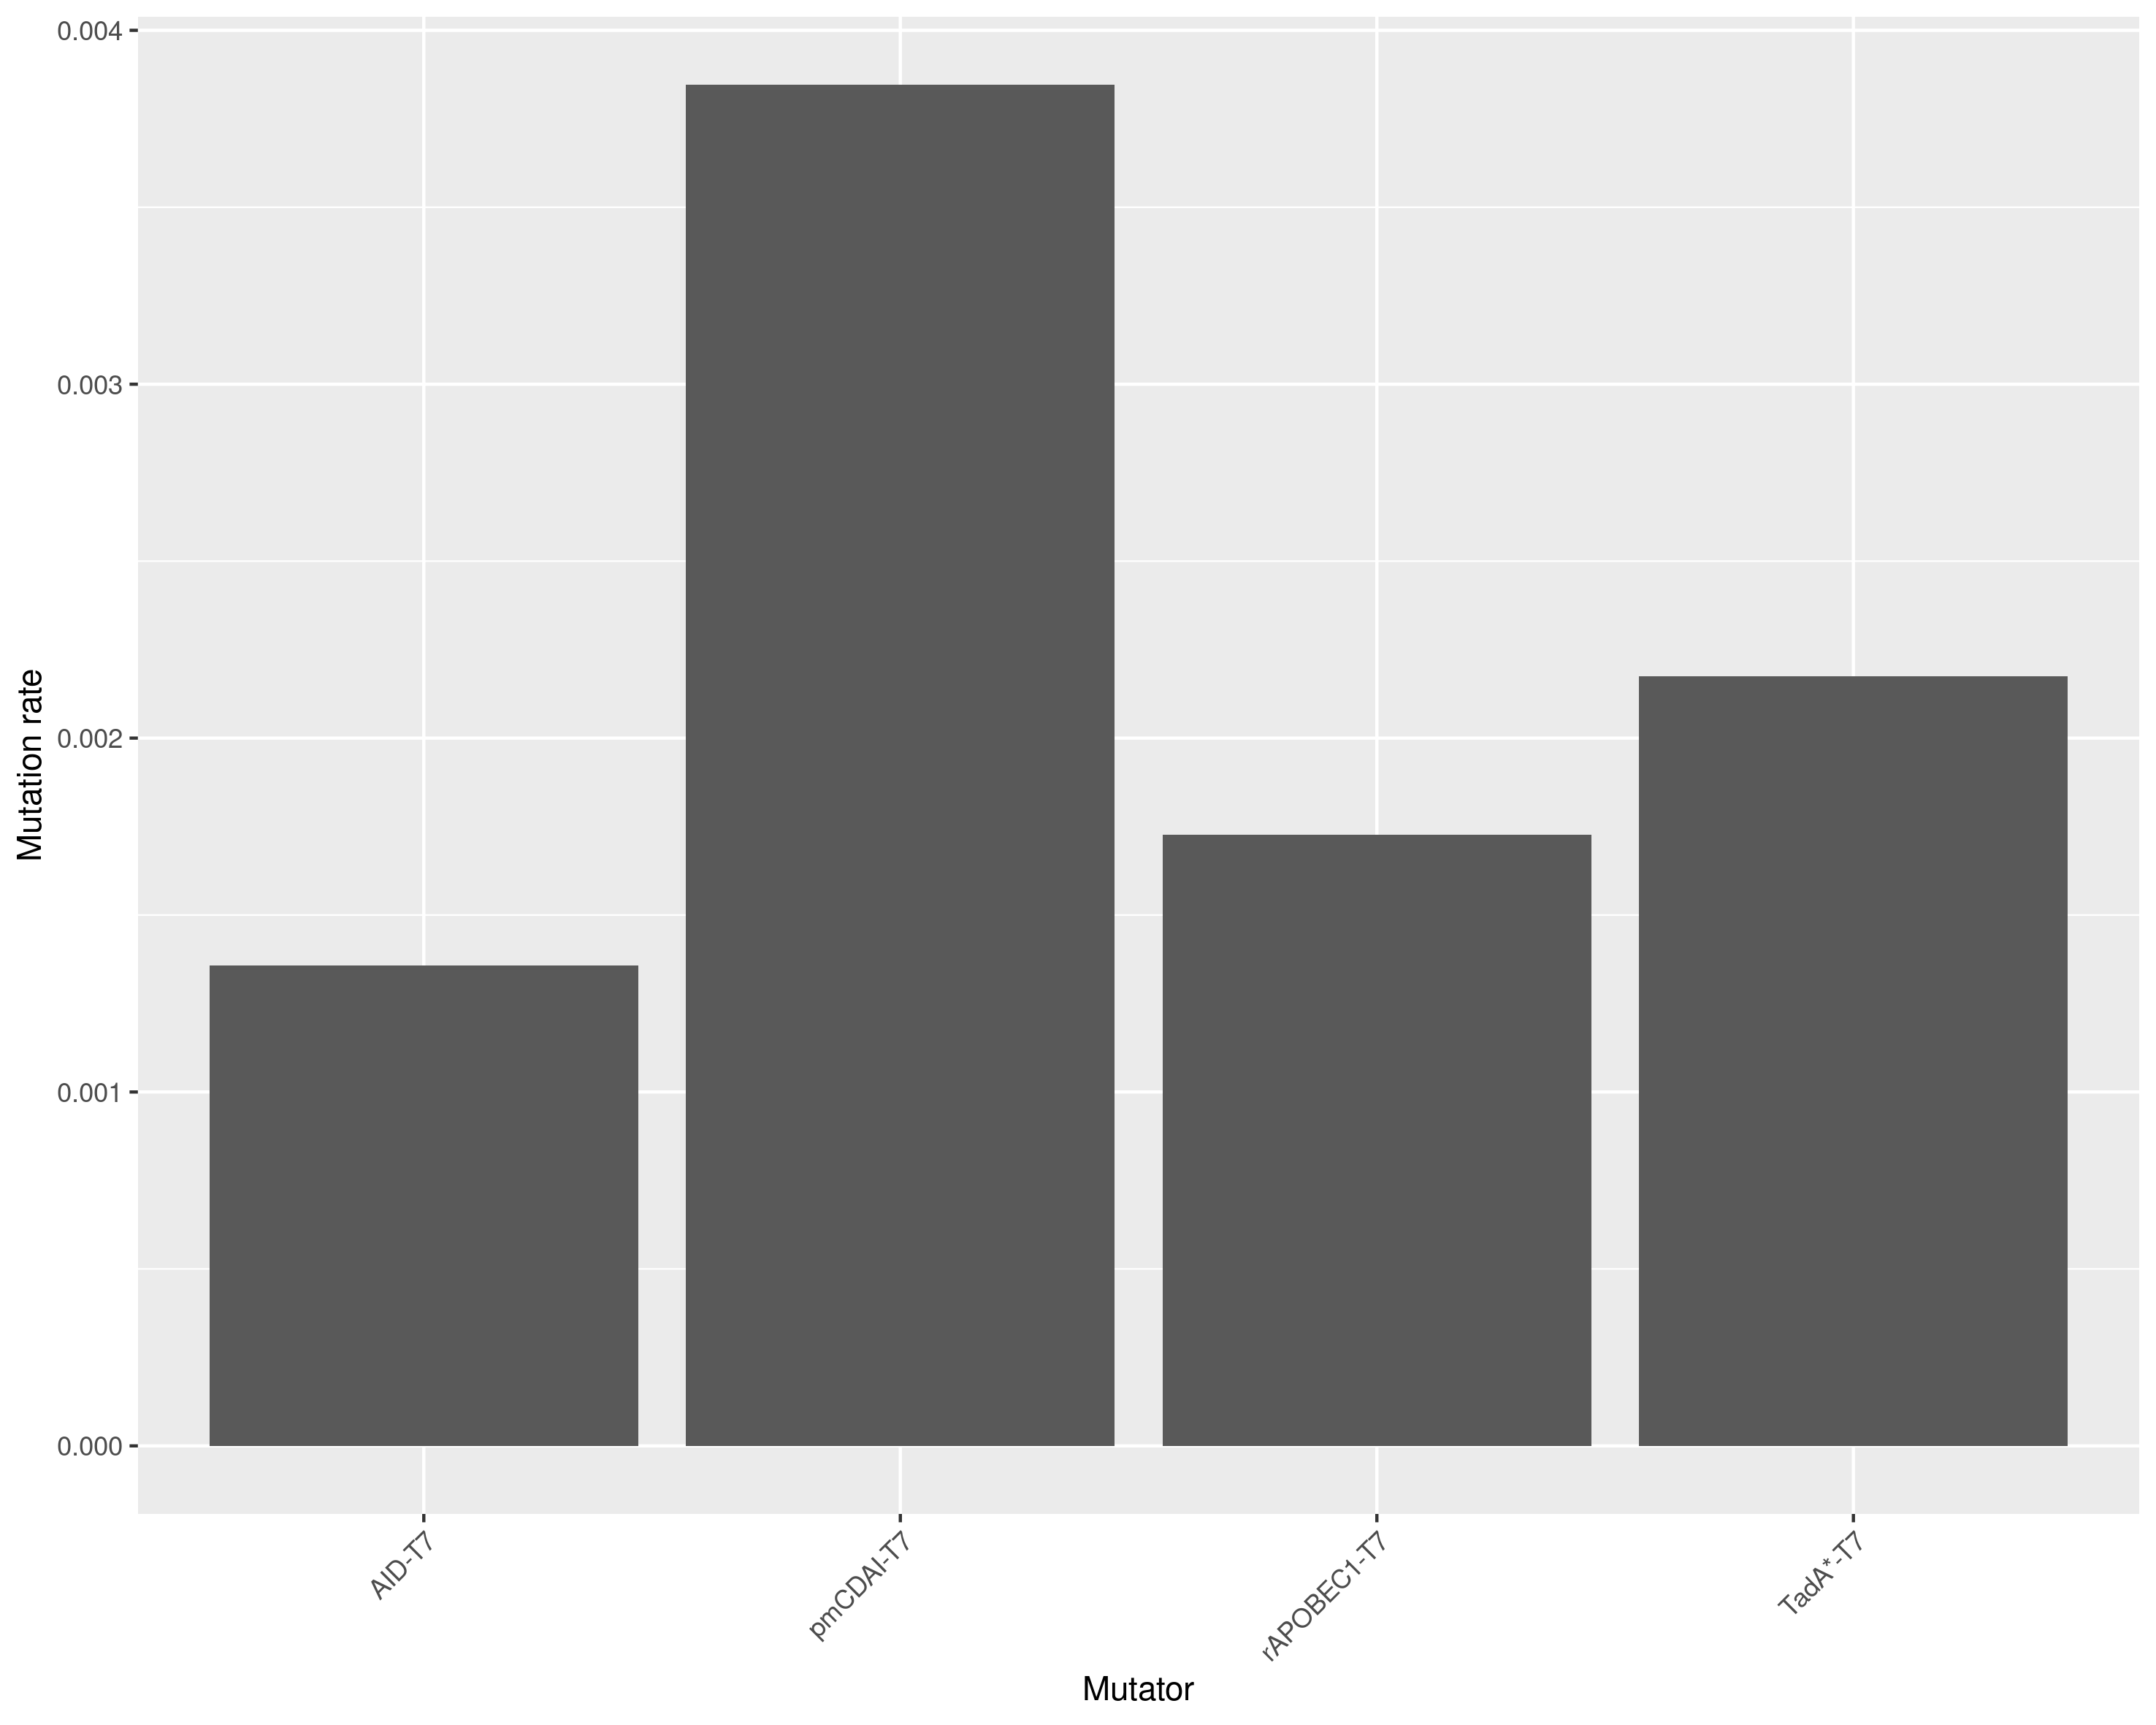 0.004
0.003
0.002
0.001
0.000
Mutation rate
AID-T7
pmCDAI-T7
rAPOBEC1-T7
TadA*-T7
Mutator